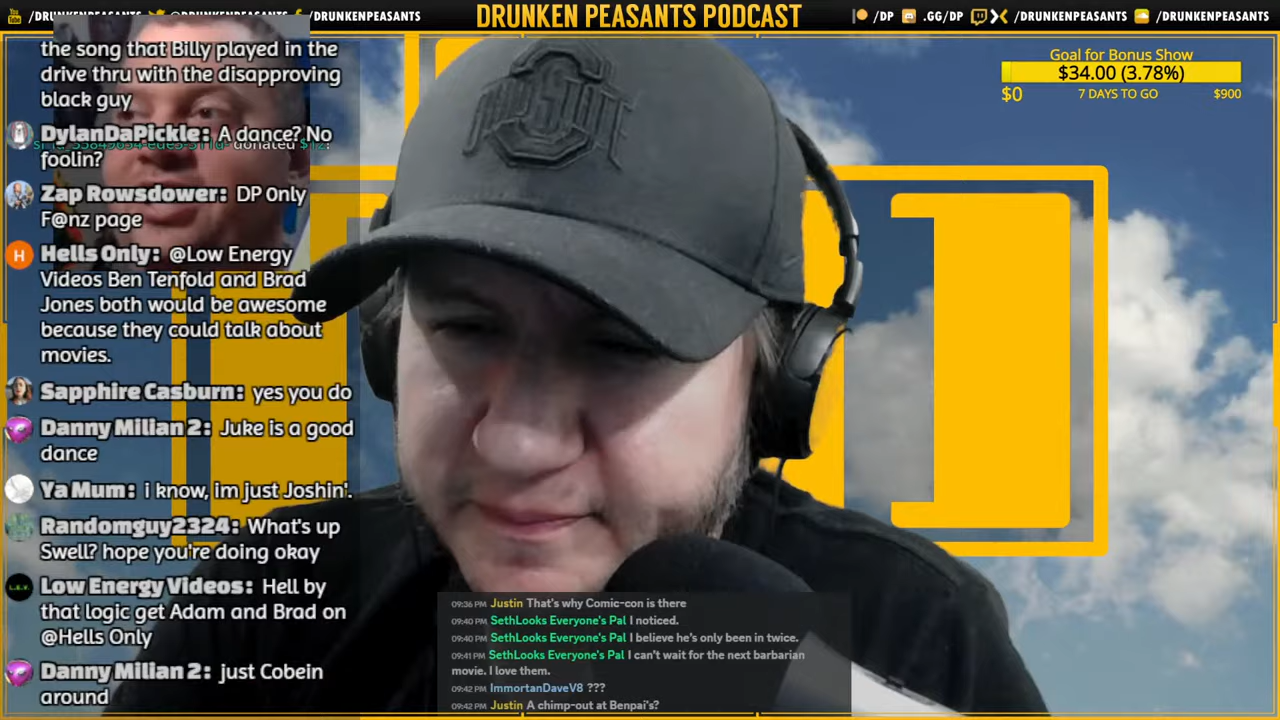 /DRUNKENPEASANTS
@DRUNKENPEASANTS
/DRUNKENPEASANTS
DRUNKEN PEASANTS PODCAST
/DP
.GG/DP
/DRUNKENPEASANTS
/DRUNKENPEASANTS
Goal for Bonus Show
$34.00 (3.78%)
$0
7 DAYS TO GO
$900
the song that Billy played in the
drive thru with the disapproving
black guy
donated $12!
DylanDaPickle: A dance? No
foolin?
Zap Rowsdower: DP 0nly
F@nz page
Hells Only: @Low Energy
Videos Ben Tenfold and Brad
Jones both would be awesome
because they could talk about
movies.
Sapphire Casburn: yes you do
Danny Milian 2: Juke is a good
dance
Ya Mum: i know, im just Joshin'.
Randomguy2324: What's up
Swell? hope you're doing okay
Low Energy Videos: Hell by
that logic get Adam and Brad on
@Hells Only
Danny Milian 2: just Cobein
around
09:36 PM Justin That's why Comic-con is there
09:40 PM SethLooks Everyone's Pal I noticed.
09:40 PM SethLooks Everyone's Pal I believe he's only been in twice.
09:41 PM SethLooks Everyone's Pal I can't wait for the next barbarian
movie. I love them.
09:42 PM ImmortanDaveV8 ???
09:42 PM Justin A chimp-out at Benpai's?